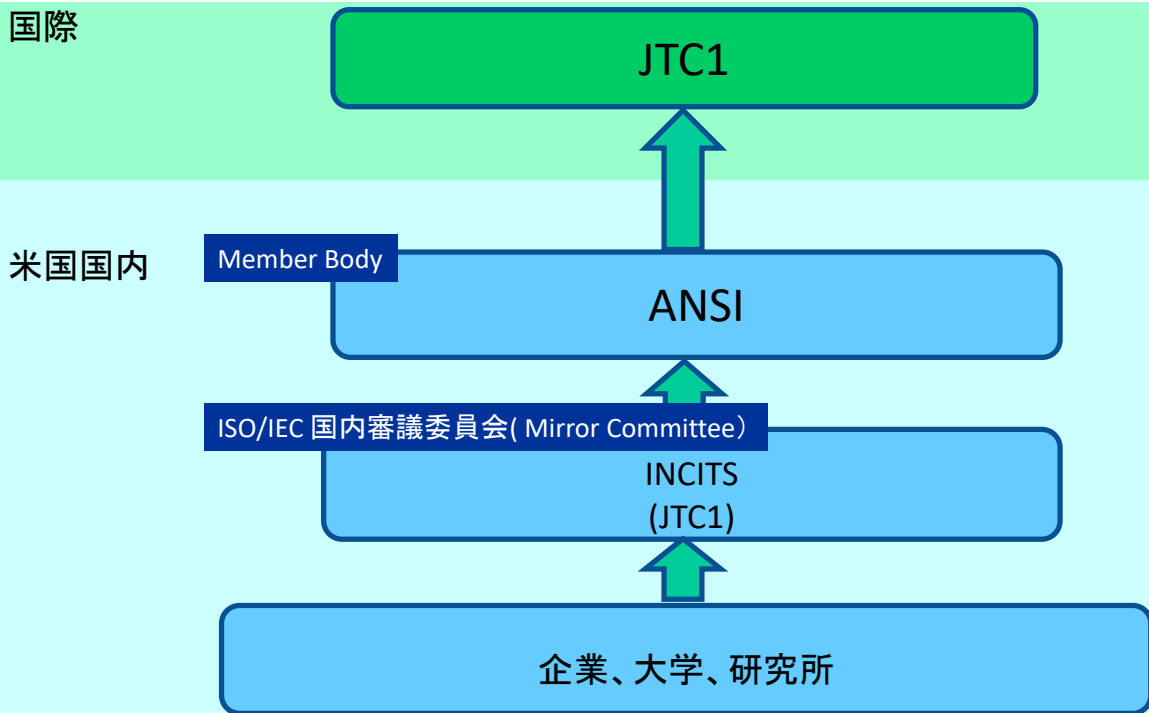 国際
JTC1
米国国内
Member Body
ANSI
ISO/IEC 国内審議委員会( Mirror Committee）
INCITS
(JTC1)
企業、大学、研究所